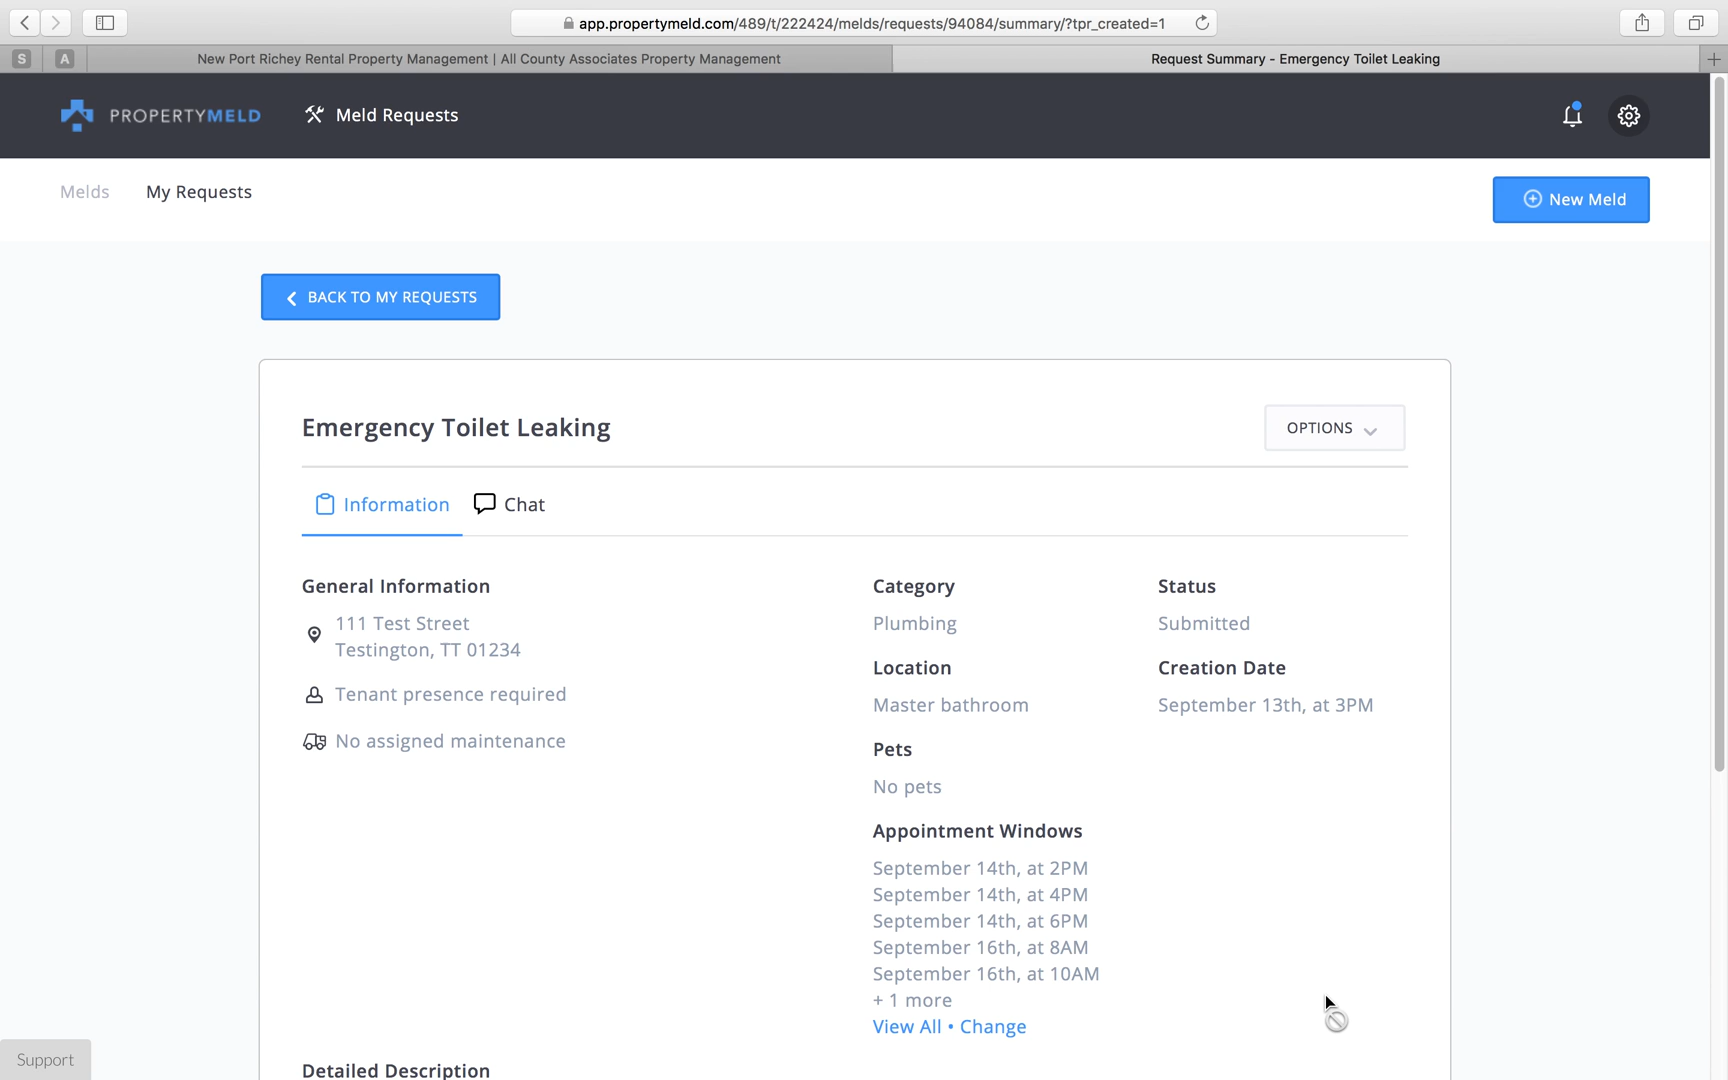 app.propertymeld.com/489/t/222424/melds/requests/94084/summary/?tpr_created=1
S
A
New Port Richey Rental Property Management | All County Associates Property Management
Request Summary - Emergency Toilet Leaking
PROPERTYMELD
Meld Requests
Melds
My Requests
New Meld
BACK TO MY REQUESTS
Emergency Toilet Leaking
OPTIONS
Information
Chat
General Information
111 Test Street
Testington, TT 01234
Tenant presence required
No assigned maintenance
Category
Plumbing
Location
Master bathroom
Pets
No pets
Appointment Windows
September 14th, at 2PM
September 14th, at 4PM
September 14th, at 6PM
September 16th, at 8AM
September 16th, at 10AM
+ 1 more
View All • Change
Status
Submitted
Creation Date
September 13th, at 3PM
Detailed Description
Support